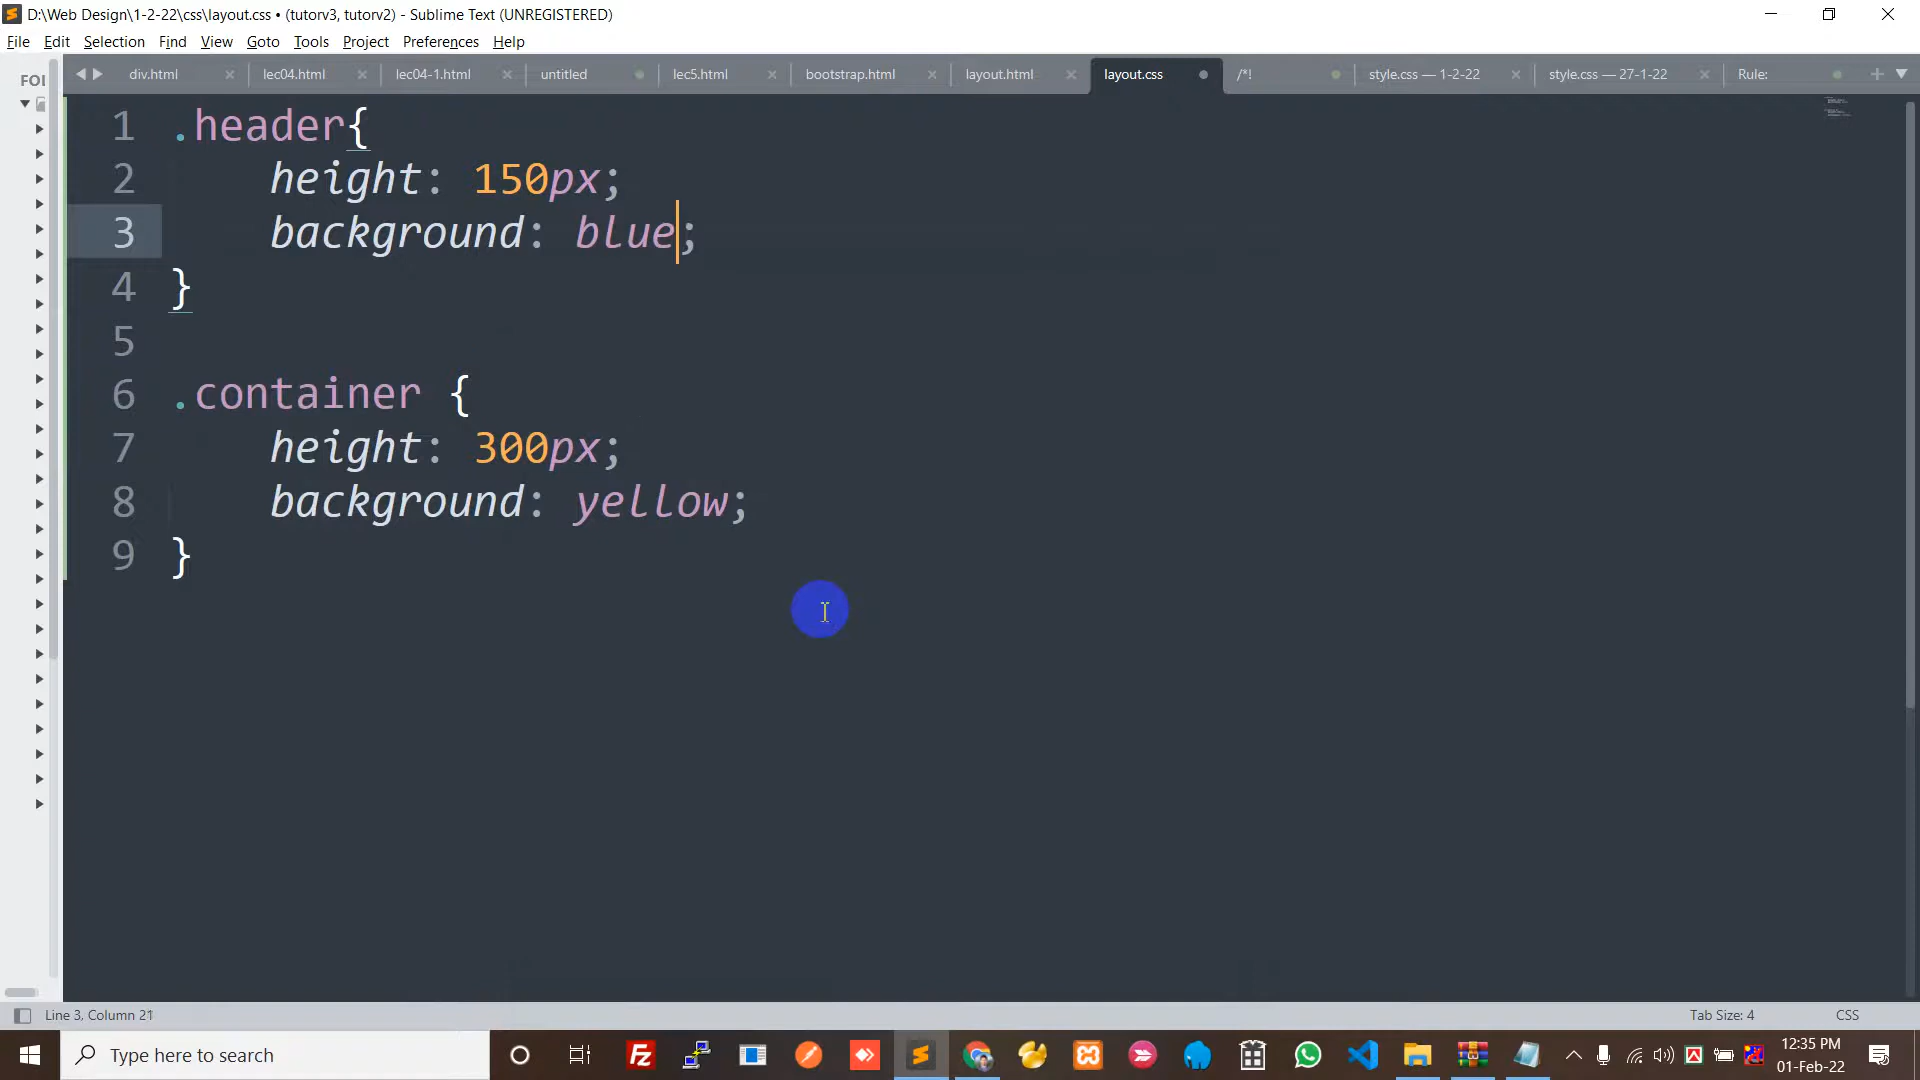 D:\Web Design\1-2-22\css\layout.css • (tutorv3, tutorv2) - Sublime Text (UNREGISTERED)
File Edit Selection Find View Goto Tools Project Preferences Help
FOI
div.html lec04.html lec04-1.html untitled lec5.html bootstrap.html layout.html layout.css /*! style.css — 1-2-22 style.css — 27-1-22 Rule:
1 .header{
2 height: 150px;
3 background: blue;
4 }
5
6 .container {
7 height: 300px;
8 background: yellow;
9 }
Line 3, Column 21 Tab Size: 4 CSS
Type here to search
12:35 PM
01-Feb-22